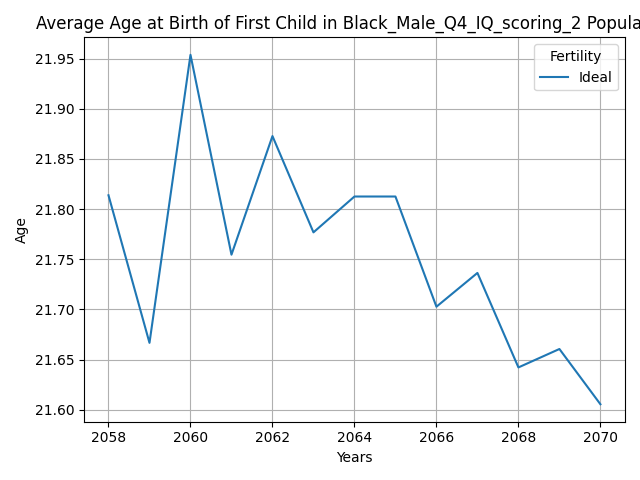 Average Age at Birth of First Child in Black_Male_Q4_IQ_scoring_2 Popula
Fertility
Ideal
21.95
21.90
21.85
21.80
21.75
21.70
21.65
21.60
Age
2058 2060 2062 2064 2066 2068 2070
Years